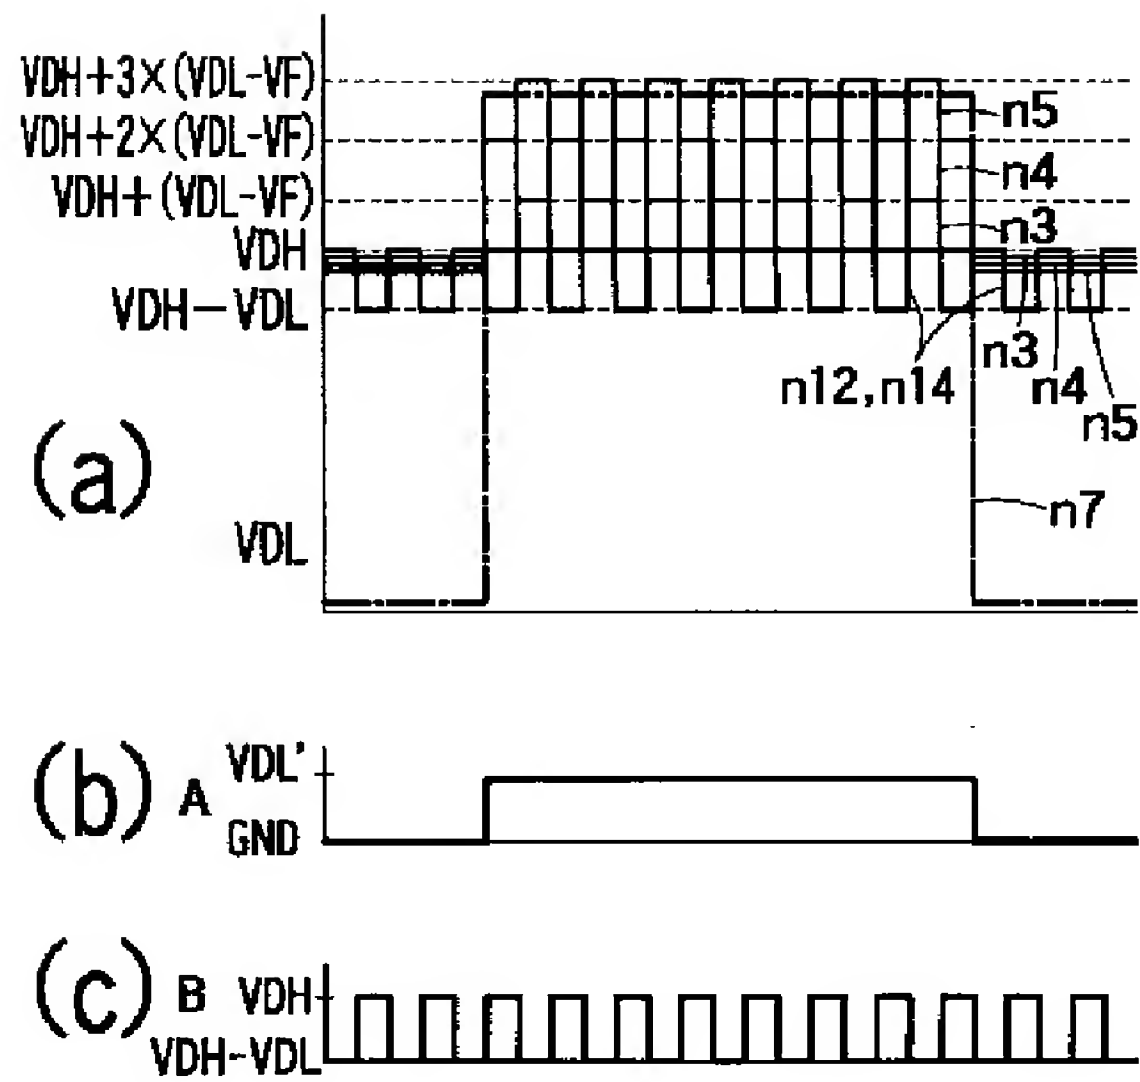 VDH+3×(VDL-VF)
n5
VDH+2×(VDL-VF)
n4
VDH+(VDL-VF)
n3
VDH
VDH-VDL
n12,n14
n3
n4
n5
(a)
n7
VDL
(b) A
VDL'
GND
(c) B
VDH
VDH-VDL